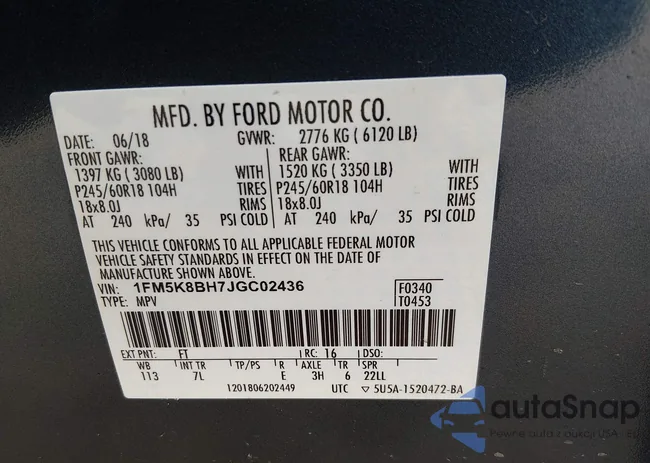 MFD. BY FORD MOTOR CO.
DATE: 06/18 GVWR: 2776 KG ( 6120 LB)
FRONT GAWR: REAR GAWR:
1397 KG ( 3080 LB) WITH 1520 KG ( 3350 LB) WITH
P245/60R18 104H TIRES P245/60R18 104H TIRES
18x8.0J RIMS 18x8.0J RIMS
AT 240 kPa/ 35 PSI COLD AT 240 kPa/ 35 PSI COLD
THIS VEHICLE CONFORMS TO ALL APPLICABLE FEDERAL MOTOR
VEHICLE SAFETY STANDARDS IN EFFECT ON THE DATE OF
MANUFACTURE SHOWN ABOVE.
VIN: 1FM5K8BH7JGC02436 F0340
TYPE: MPV T0453
EXT PNT: FT RC: 16 DSO:
WB INT TR TP/PS R AXLE TR SPR
113 7L E 3H 6 22LL
1201806202449 UTC ▽ 5U5A-1520472-BA
autoSnap
Pewne auta z aukcji USA i EU